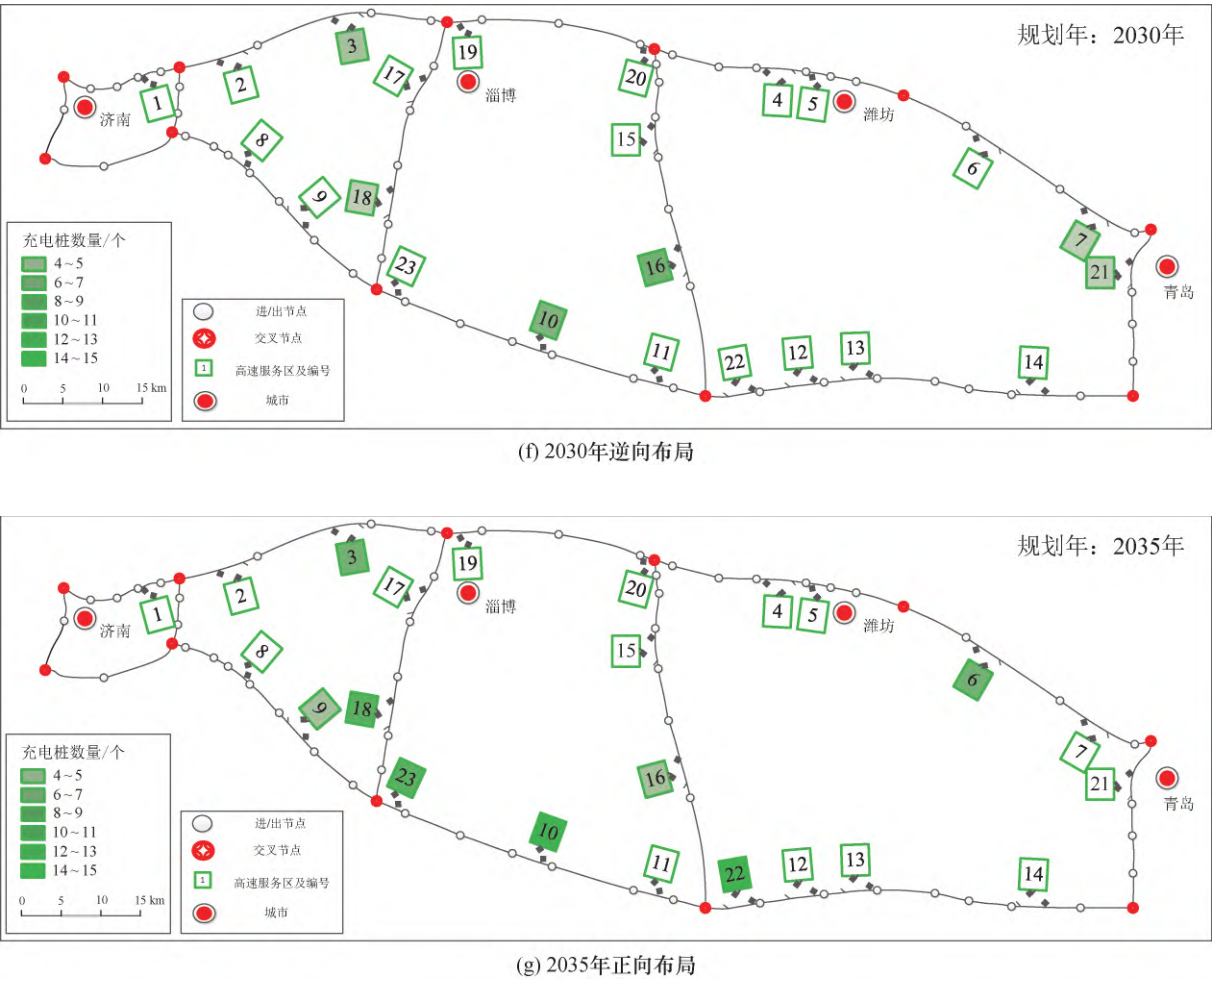 规划年：2030年
3
19
17
2
20
1
济南
淄博
4
5
潍坊
8
15
6
9
18
7
23
16
21
青岛
充电桩数量/个
4~5
6~7
8~9
10~11
12~13
14~15
0 5 10 15 km
进/出节点
交叉节点
1 高速服务区及编号
城市
10
11
22
12
13
14
(f) 2030年逆向布局
规划年：2035年
3
19
17
2
20
1
济南
淄博
4
5
潍坊
8
15
6
9
18
7
23
16
21
青岛
充电桩数量/个
4~5
6~7
8~9
10~11
12~13
14~15
0 5 10 15 km
进/出节点
交叉节点
1 高速服务区及编号
城市
10
11
22
12
13
14
(g) 2035年正向布局